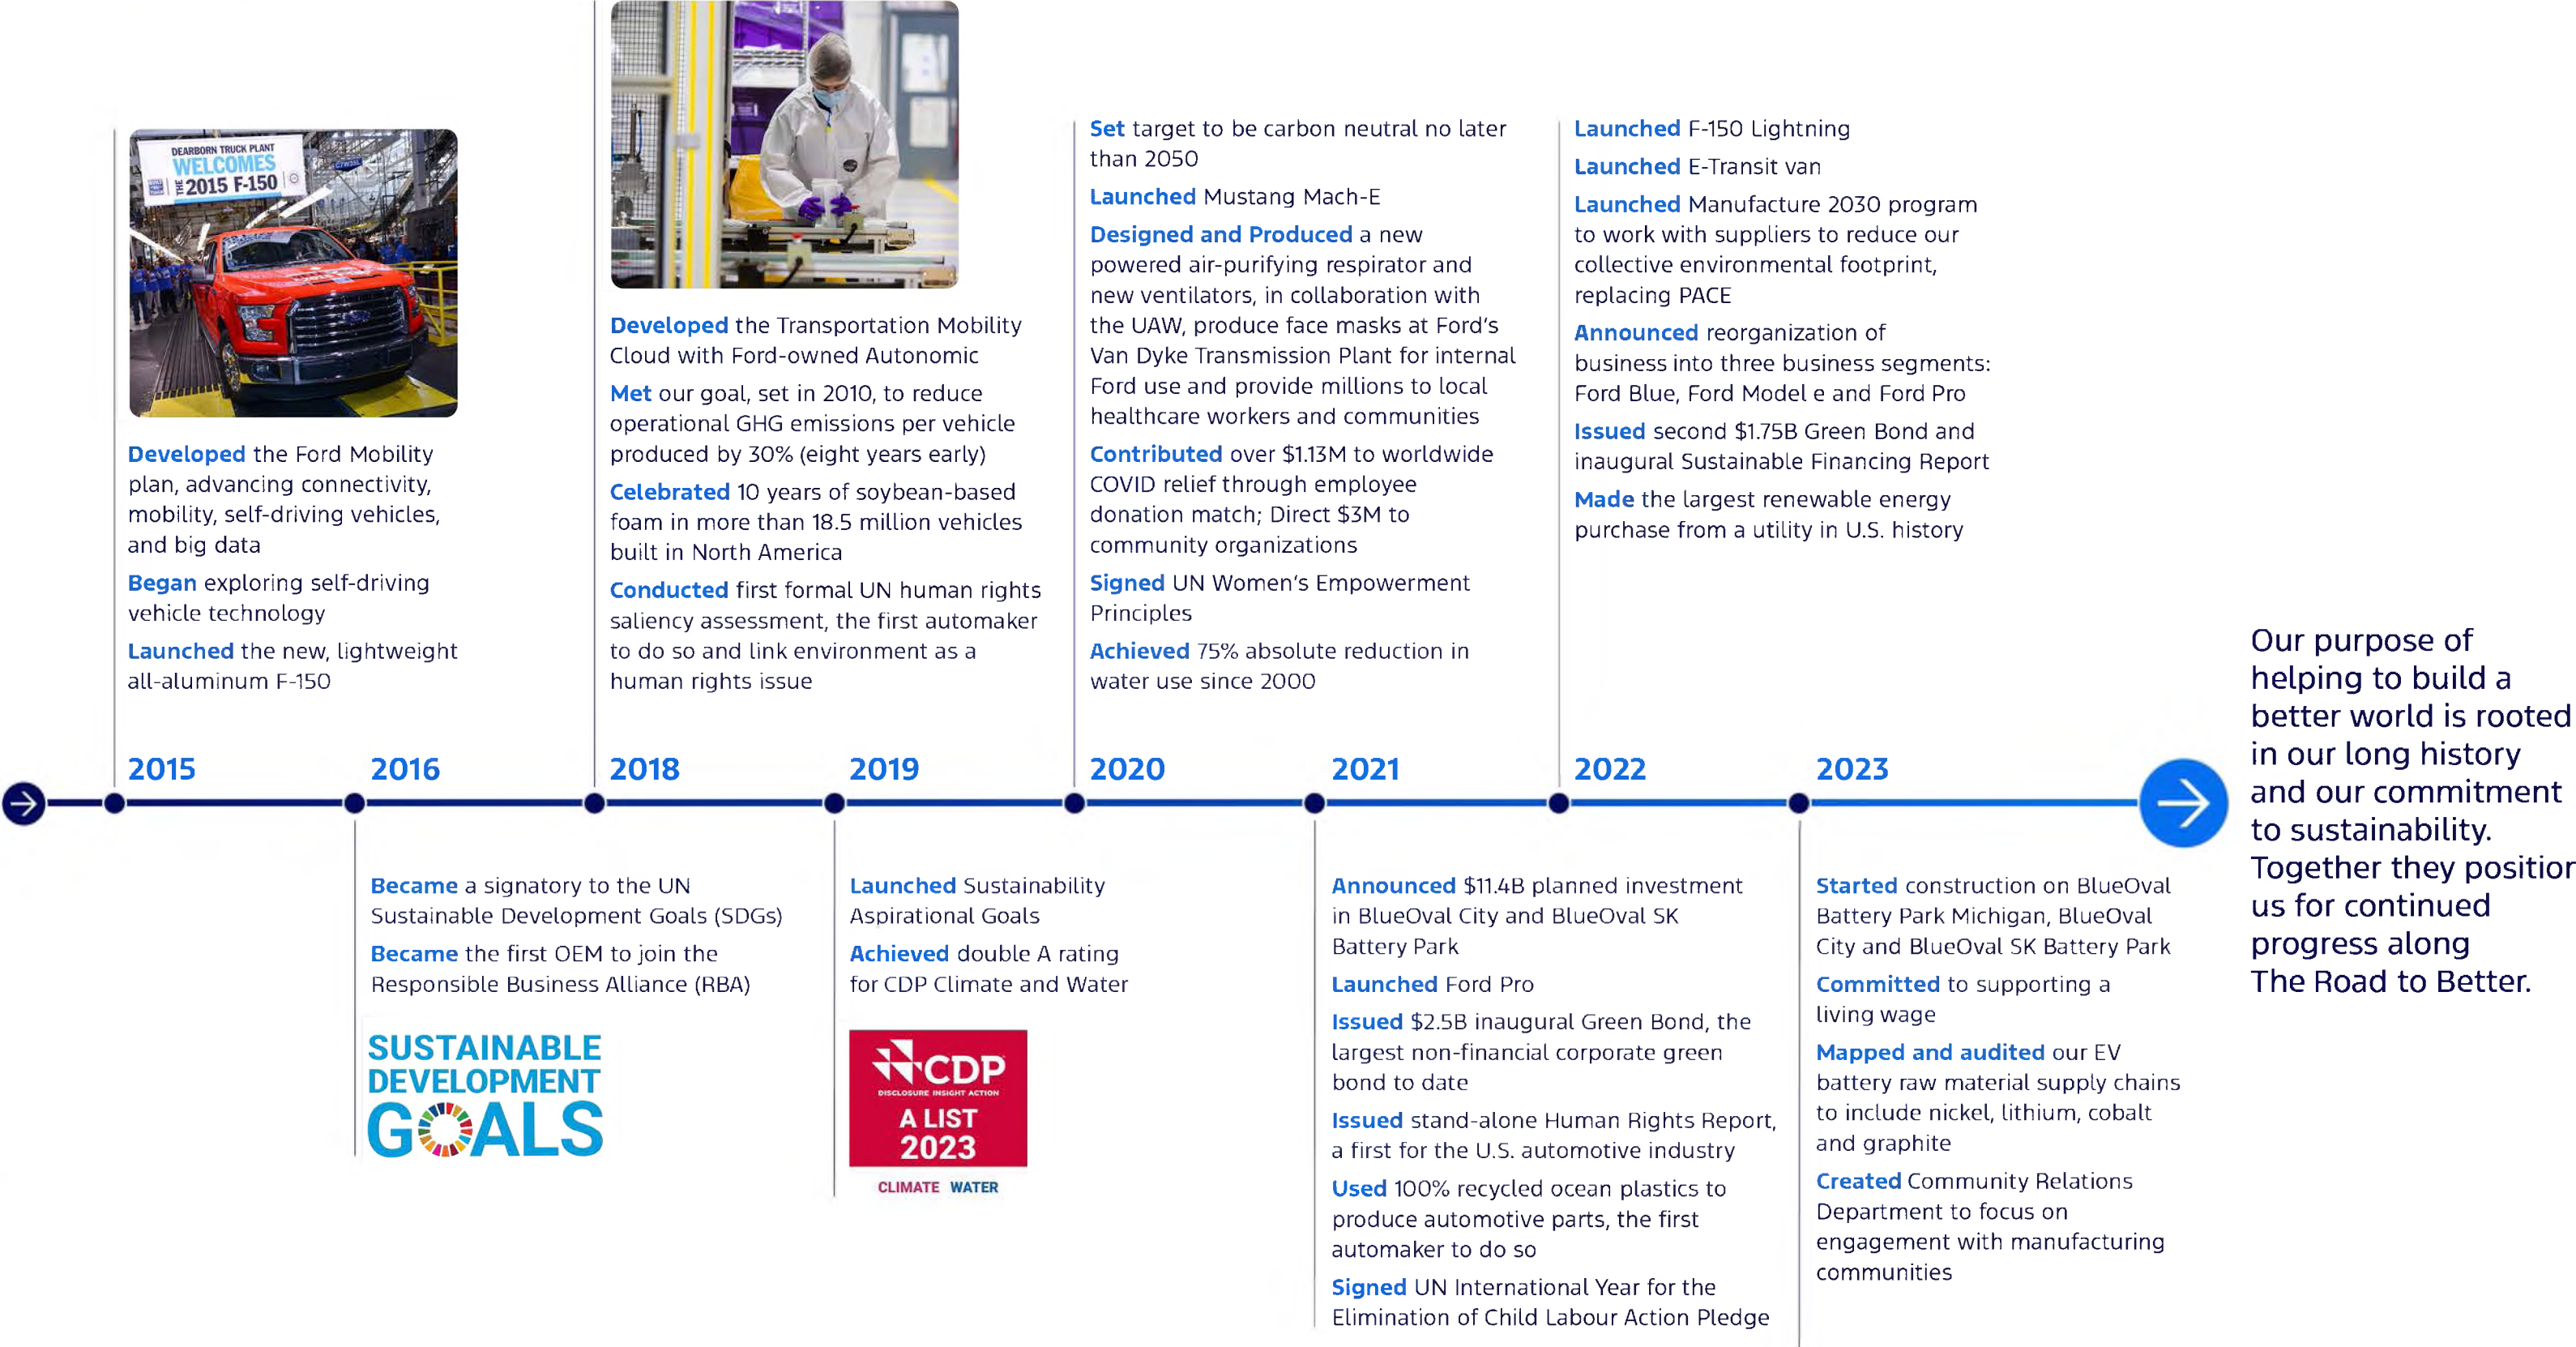 DEARBORN TRUCK PLANT
WELCOMES
THE 2015 F-150
Developed the Ford Mobility
plan, advancing connectivity,
mobility, self-driving vehicles,
and big data
Began exploring self-driving
vehicle technology
Launched the new, lightweight
all-aluminum F-150
2015
2016
Became a signatory to the UN
Sustainable Development Goals (SDGs)
Became the first OEM to join the
Responsible Business Alliance (RBA)
SUSTAINABLE
DEVELOPMENT
GOALS
Developed the Transportation Mobility
Cloud with Ford-owned Autonomic
Met our goal, set in 2010, to reduce
operational GHG emissions per vehicle
produced by 30% (eight years early)
Celebrated 10 years of soybean-based
foam in more than 18.5 million vehicles
built in North America
Conducted first formal UN human rights
saliency assessment, the first automaker
to do so and link environment as a
human rights issue
2018
2019
Launched Sustainability
Aspirational Goals
Achieved double A rating
for CDP Climate and Water
CDP
DISCLOSURE INSIGHT ACTION
A LIST
2023
CLIMATE WATER
Set target to be carbon neutral no later
than 2050
Launched Mustang Mach-E
Designed and Produced a new
powered air-purifying respirator and
new ventilators, in collaboration with
the UAW, produce face masks at Ford's
Van Dyke Transmission Plant for internal
Ford use and provide millions to local
healthcare workers and communities
Contributed over $1.13M to worldwide
COVID relief through employee
donation match; Direct $3M to
community organizations
Signed UN Women's Empowerment
Principles
Achieved 75% absolute reduction in
water use since 2000
2020
2021
Announced $11.4B planned investment
in BlueOval City and BlueOval SK
Battery Park
Launched Ford Pro
Issued $2.5B inaugural Green Bond, the
largest non-financial corporate green
bond to date
Issued stand-alone Human Rights Report,
a first for the U.S. automotive industry
Used 100% recycled ocean plastics to
produce automotive parts, the first
automaker to do so
Signed UN International Year for the
Elimination of Child Labour Action Pledge
Launched F-150 Lightning
Launched E-Transit van
Launched Manufacture 2030 program
to work with suppliers to reduce our
collective environmental footprint,
replacing PACE
Announced reorganization of
business into three business segments:
Ford Blue, Ford Model e and Ford Pro
Issued second $1.75B Green Bond and
inaugural Sustainable Financing Report
Made the largest renewable energy
purchase from a utility in U.S. history
2022
2023
Started construction on BlueOval
Battery Park Michigan, BlueOval
City and BlueOval SK Battery Park
Committed to supporting a
living wage
Mapped and audited our EV
battery raw material supply chains
to include nickel, lithium, cobalt
and graphite
Created Community Relations
Department to focus on
engagement with manufacturing
communities
Our purpose of
helping to build a
better world is rooted
in our long history
and our commitment
to sustainability.
Together they position
us for continued
progress along
The Road to Better.